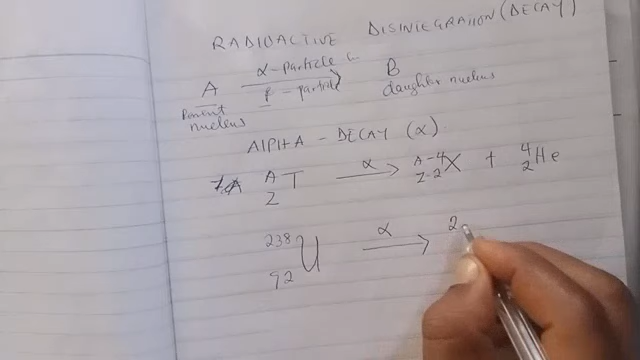 RADIOACTIVE DISINTEGRATION (DECAY)
α-particle
A → B
β-particle daughter nucleus
Parent
nucleus
AlPHA - DECAY (α)
A T α → A-4 X + 4 He
Z Z-2 2
238 U α → 2
92